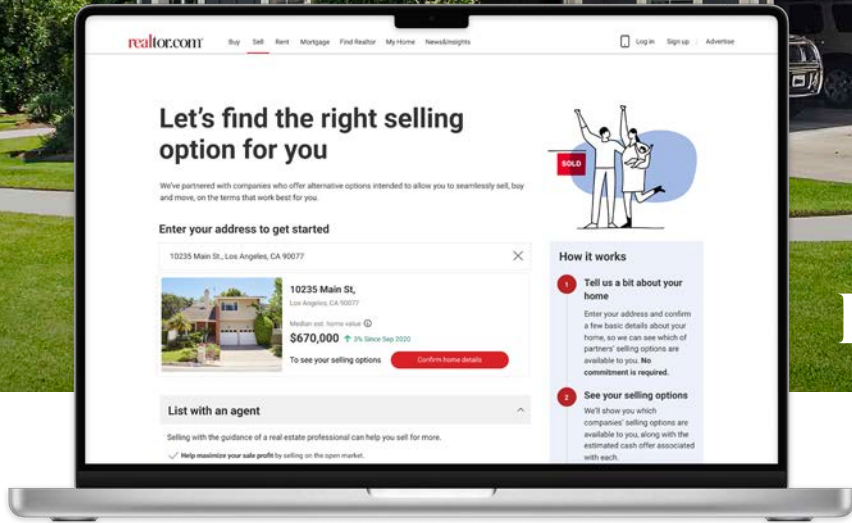 realtor.com
Buy Sell Rent Mortgage Find Realtor My Home News&Insights
Log in Sign up Advertise
Let's find the right selling
option for you
We've partnered with companies who offer alternative options intended to allow you to seamlessly sell, buy
and move, on the terms that work best for you.
Enter your address to get started
10235 Main St., Los Angeles, CA 90077
10235 Main St,
Los Angeles, CA 90077
Median est. home value
$670,000 3% Since Sep 2020
To see your selling options Confirm home details
List with an agent
Selling with the guidance of a real estate professional can help you sell for more.
Help maximize your sale profit by selling on the open market.
SOLD
How it works
1 Tell us a bit about your
home
Enter your address and confirm
a few basic details about your
home, so we can see which of
partners' selling options are
available to you. No
commitment is required.
2 See your selling options
We'll show you which
companies' selling options are
available to you, along with the
estimated cash offer associated
with each.